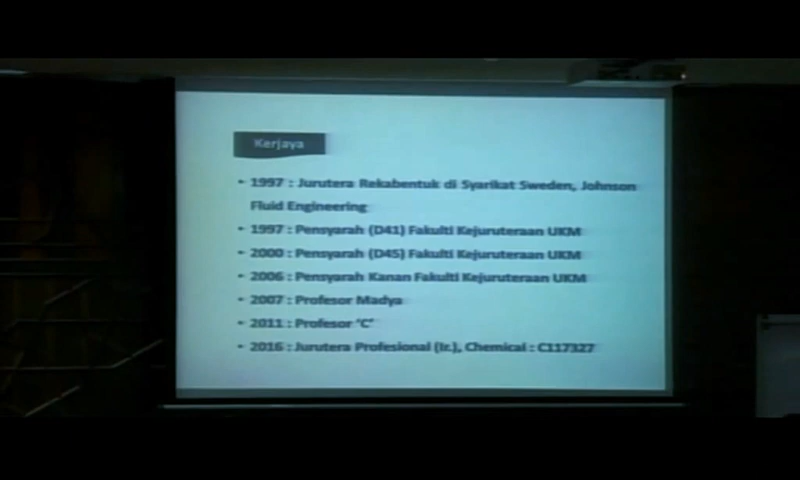 Kerjaya
• 1997 : Jurutera Rekabentuk di Syarikat Sweden, Johnson
Fluid Engineering
• 1997 : Pensyarah (D41) Fakulti Kejuruteraan UKM
• 2000 : Pensyarah (D45) Fakulti Kejuruteraan UKM
• 2006 : Pensyarah Kanan Fakulti Kejuruteraan UKM
• 2007 : Profesor Madya
• 2011 : Profesor 'C'
• 2016 : Jurutera Profesional (Ir.), Chemical : C117327